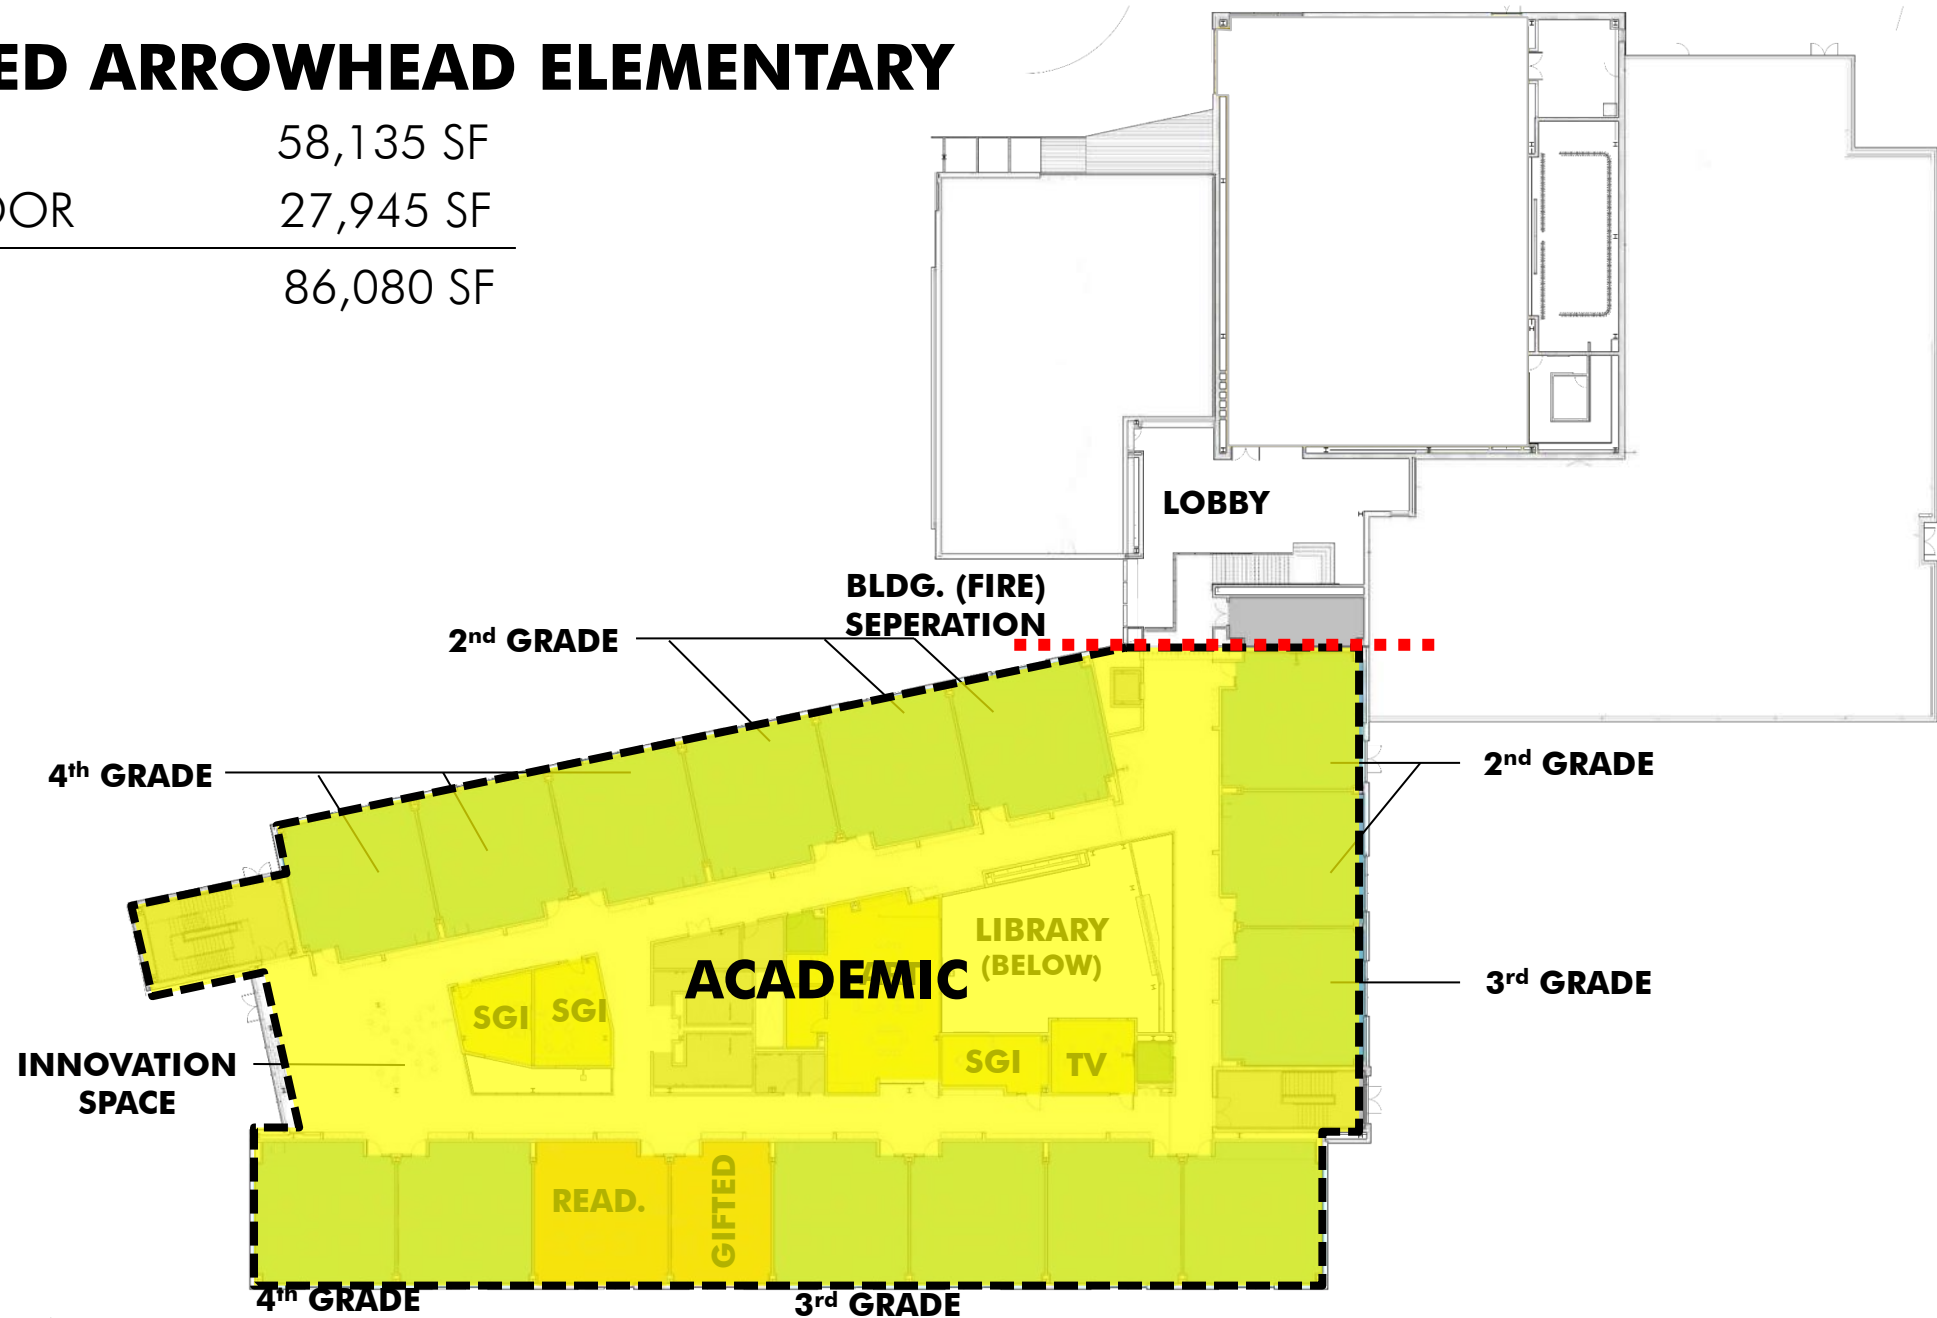 ED ARROWHEAD ELEMENTARY
58,135 SF
OOR 27,945 SF
86,080 SF
LOBBY
BLDG. (FIRE)
SEPERATION
2nd GRADE
4th GRADE
2nd GRADE
LIBRARY
(BELOW)
ACADEMIC
3rd GRADE
SGI
SGI
INNOVATION
SPACE
SGI
TV
READ.
GIFTED
4th GRADE
3rd GRADE